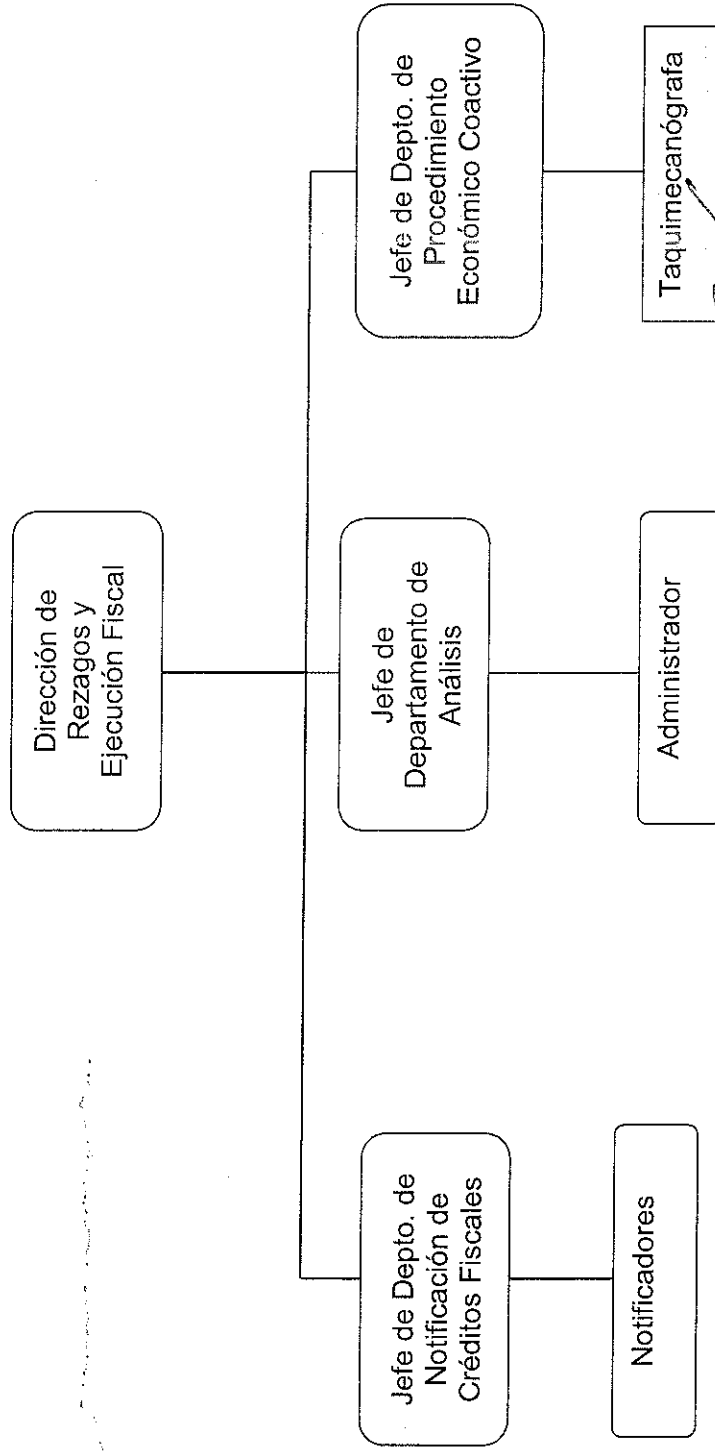 Dirección de
Rezagos y
Ejecución Fiscal
Jefe de Depto. de
Notificación de
Créditos Fiscales
Jefe de
Departamento de
Análisis
Jefe de Depto. de
Procedimiento
Económico Coactivo
Notificadores
Administrador
Taquimecanógrafa